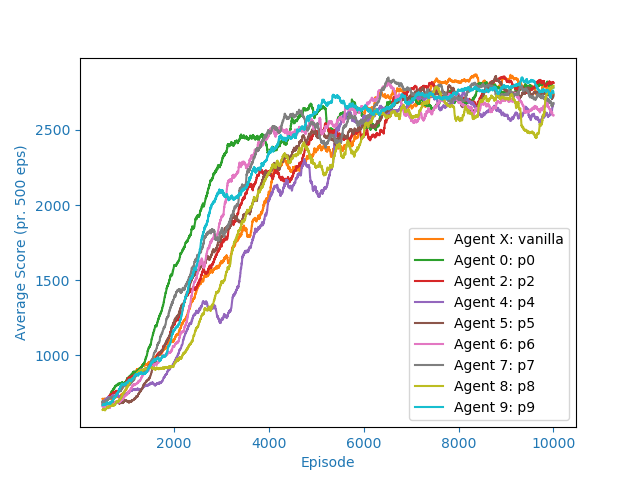 2500
2000
1500
1000
Average Score (pr. 500 eps)
2000
4000
6000
8000
10000
Episode
Agent X: vanilla
Agent 0: p0
Agent 2: p2
Agent 4: p4
Agent 5: p5
Agent 6: p6
Agent 7: p7
Agent 8: p8
Agent 9: p9